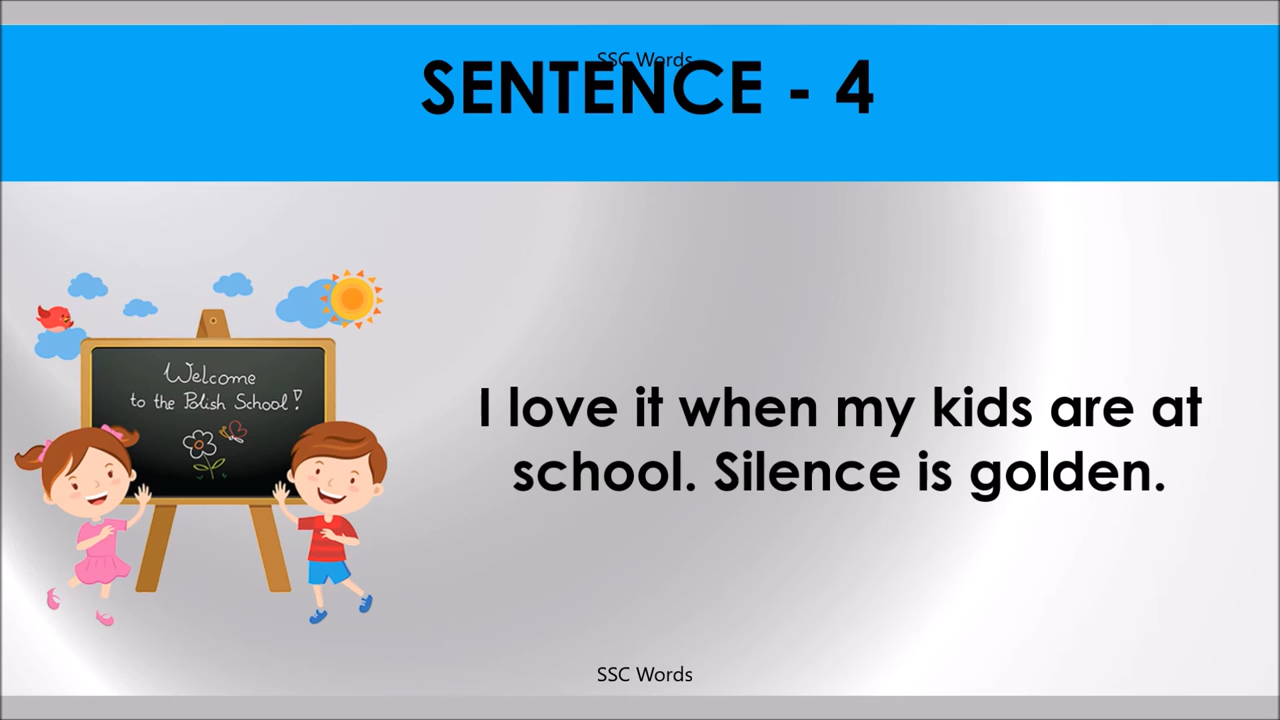 SSC Words
SENTENCE - 4
Welcome
to the Polish School!
I love it when my kids are at
school. Silence is golden.
SSC Words